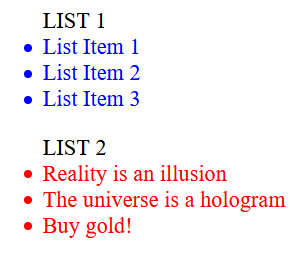 LIST 1
• List Item 1
• List Item 2
• List Item 3
LIST 2
• Reality is an illusion
• The universe is a hologram
• Buy gold!